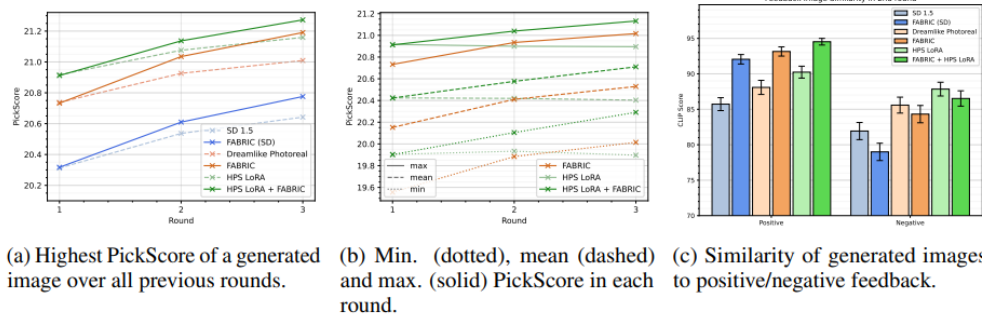 21.2
21.0
20.8
20.6
20.4
20.2
PickScore
1
2
3
Round
SD 1.5
FABRIC (SD)
Dreamlike Photoreal
FABRIC
HPS LoRA
HPS LoRA + FABRIC
21.2
21.0
20.8
20.6
20.4
20.2
20.0
19.8
19.6
PickScore
1
2
3
Round
max
mean
min
FABRIC
HPS LoRA
HPS LoRA + FABRIC
95
90
85
80
75
70
CLIP Score
Positive
Negative
SD 1.5
FABRIC (SD)
Dreamlike Photoreal
FABRIC
HPS LoRA
FABRIC + HPS LoRA
(a) Highest PickScore of a generated
image over all previous rounds.
(b) Min. (dotted), mean (dashed)
and max. (solid) PickScore in each
round.
(c) Similarity of generated images
to positive/negative feedback.